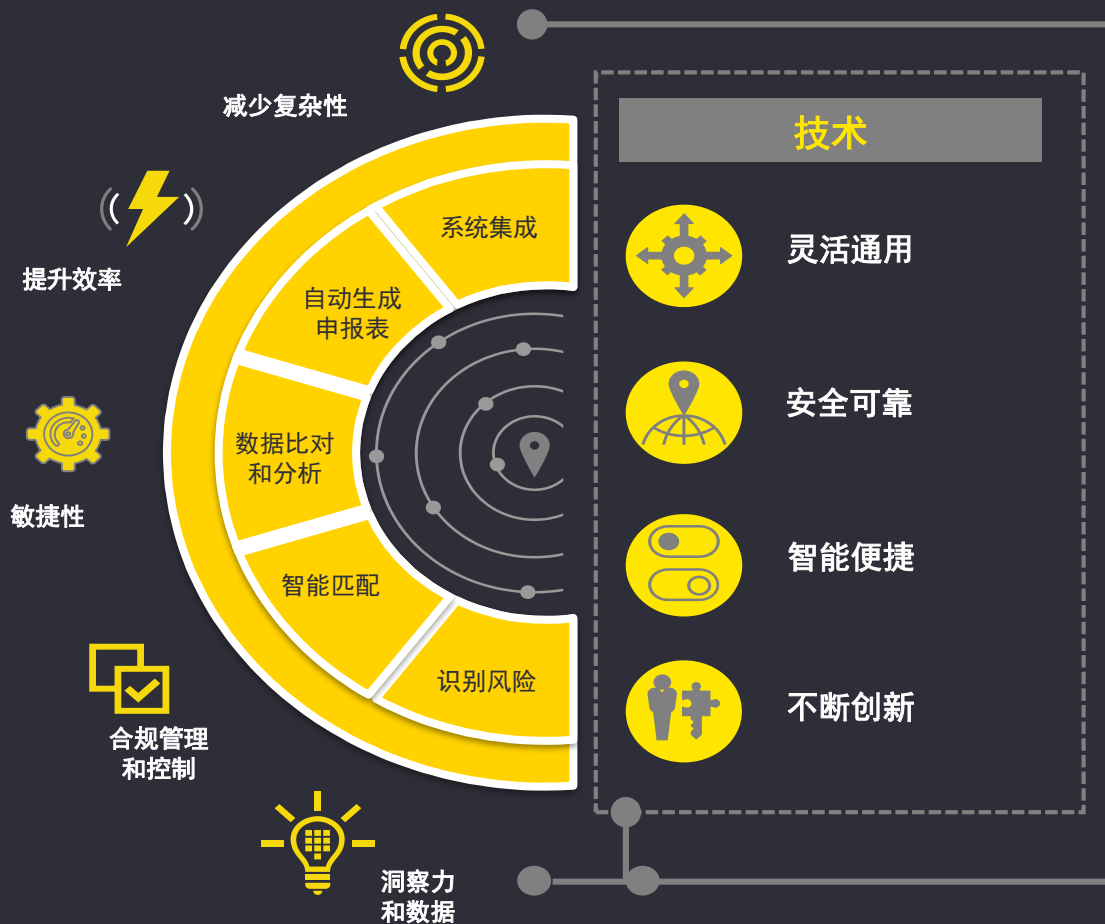 减少复杂性
提升效率
敏捷性
合规管理
和控制
洞察力
和数据
系统集成
自动生成
申报表
数据比对
和分析
智能匹配
识别风险
技术
灵活通用
安全可靠
智能便捷
不断创新